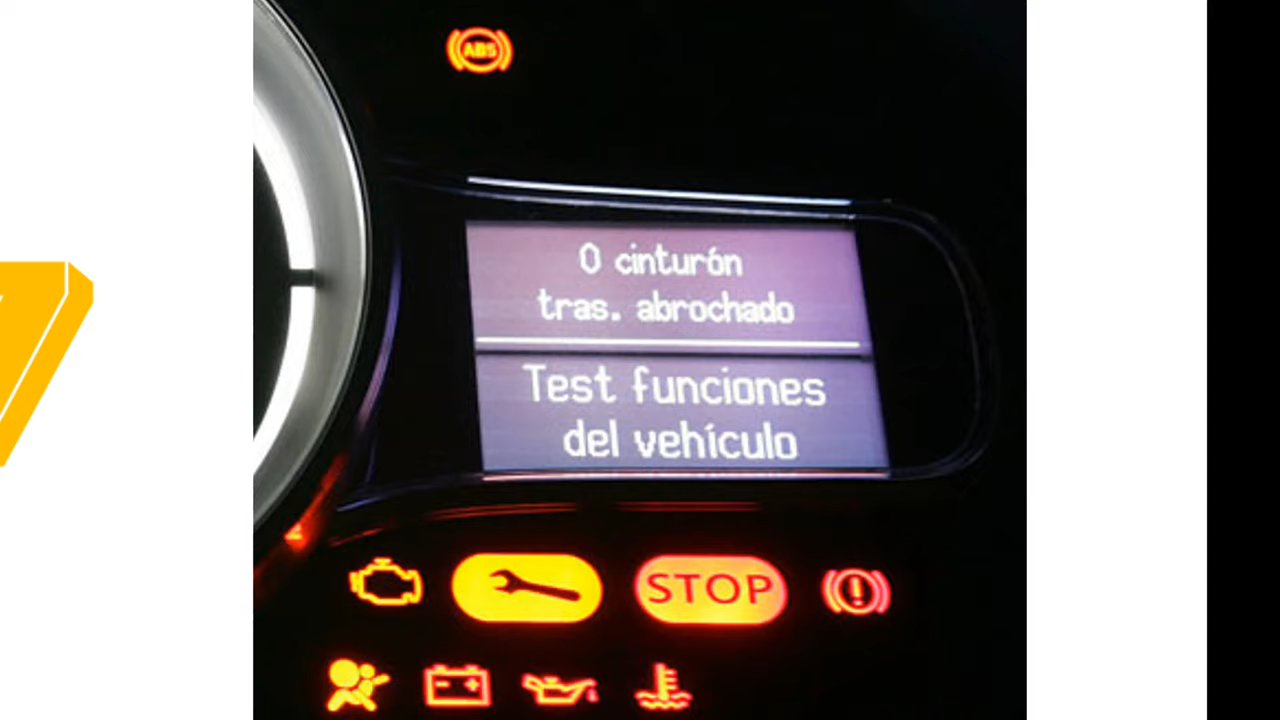 ABS
0 cinturón
tras. abrochado
Test funciones
del vehículo
STOP